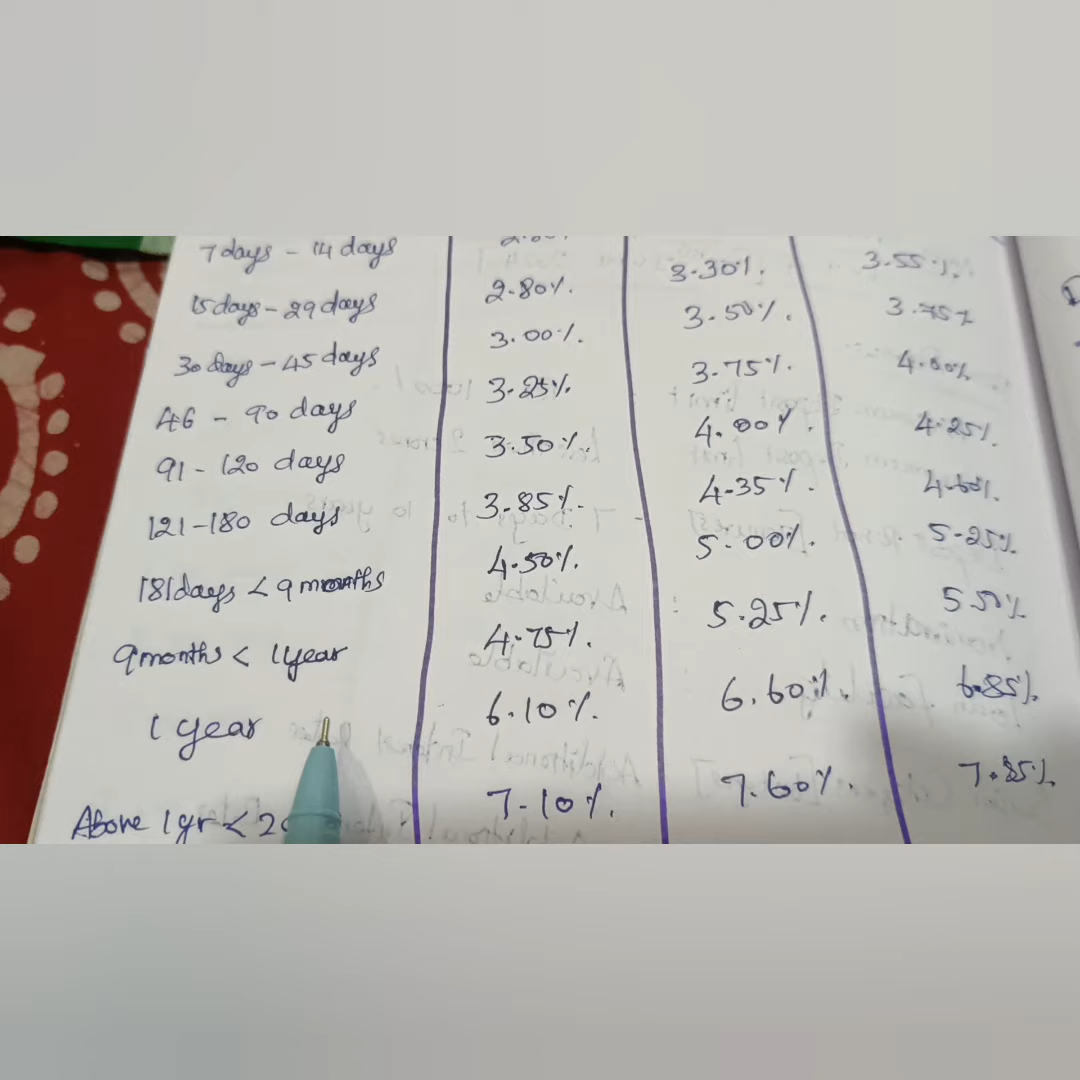 7 days - 14 days
15 days - 29 days 2.80% 3.30% 3.55%
30 days - 45 days 3.00% 3.50% 3.75%
46 - 90 days 3.25% 3.75% 4.00%
91 - 120 days 3.50% 4.00% 4.25%
121 - 180 days 3.85% 4.35% 4.60%
181 days < 9 months 4.50% 5.00% 5.25%
9 months < 1 year 4.75% 5.25% 5.50%
1 year 6.10% 6.60% 6.85%
Above 1 yr < 7.10% 7.60% 7.85%